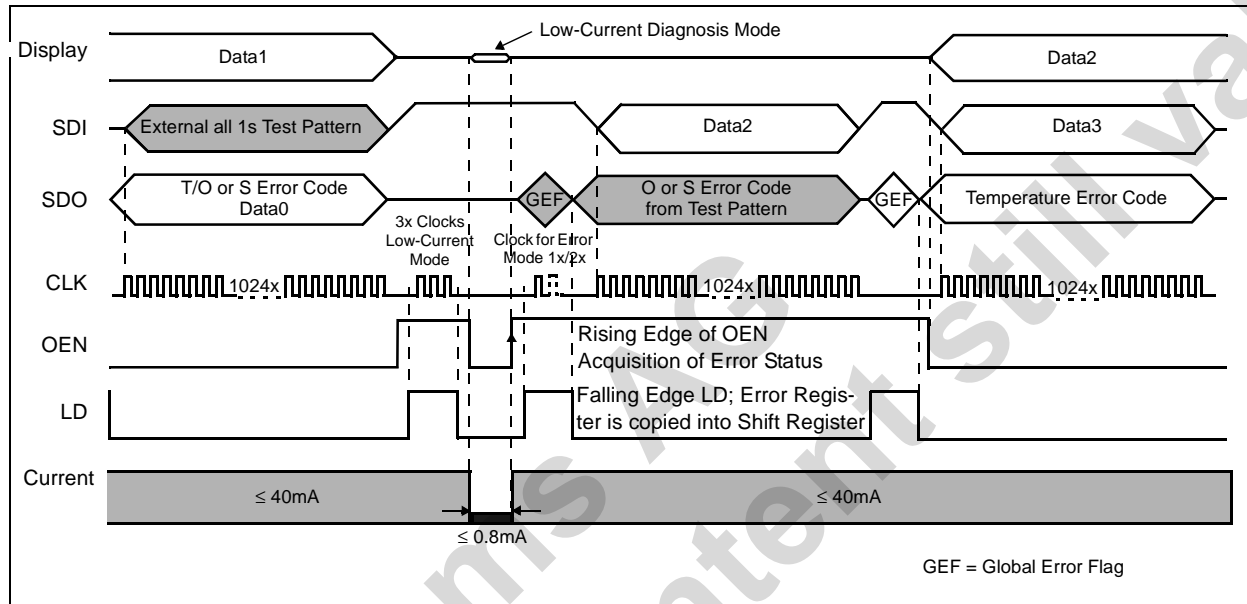 Low-Current Diagnosis Mode
Display
Data1
Data2
SDI
External all 1s Test Pattern
Data2
Data3
SDO
T/O or S Error Code
Data0
GEF
O or S Error Code
from Test Pattern
GEF
Temperature Error Code
3x Clocks
Low-Current
Mode
Clock for Error
Mode 1x/2x
CLK
1024x
1024x
1024x
OEN
Rising Edge of OEN
Acquisition of Error Status
LD
Falling Edge LD; Error Regis-
ter is copied into Shift Register
Current
≤ 40mA
≤ 40mA
≤ 0.8mA
GEF = Global Error Flag